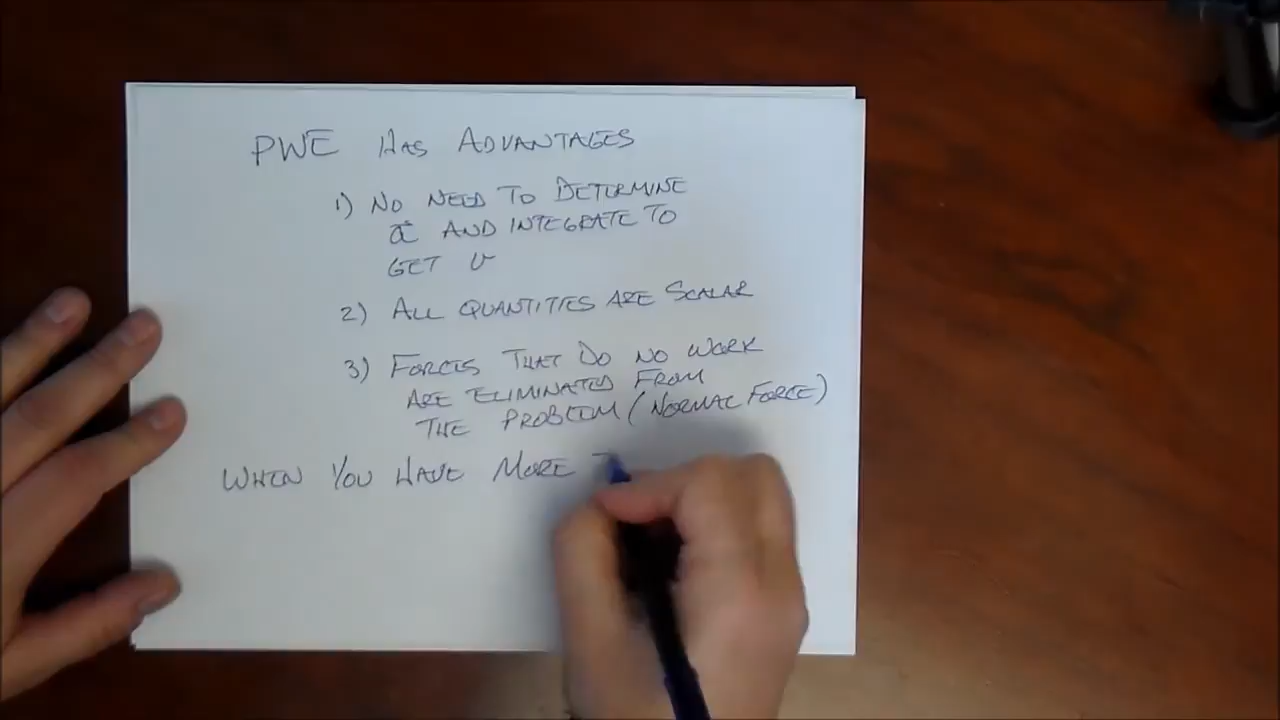 PWE HAS ADVANTAGES
1) NO NEED TO DETERMINE
a AND INTEGRATE TO
GET v
2) ALL QUANTITIES ARE SCALAR
3) FORCES THAT DO NO WORK
ARE ELIMINATED FROM
THE PROBLEM (NORMAL FORCE)
WHEN YOU HAVE MORE T